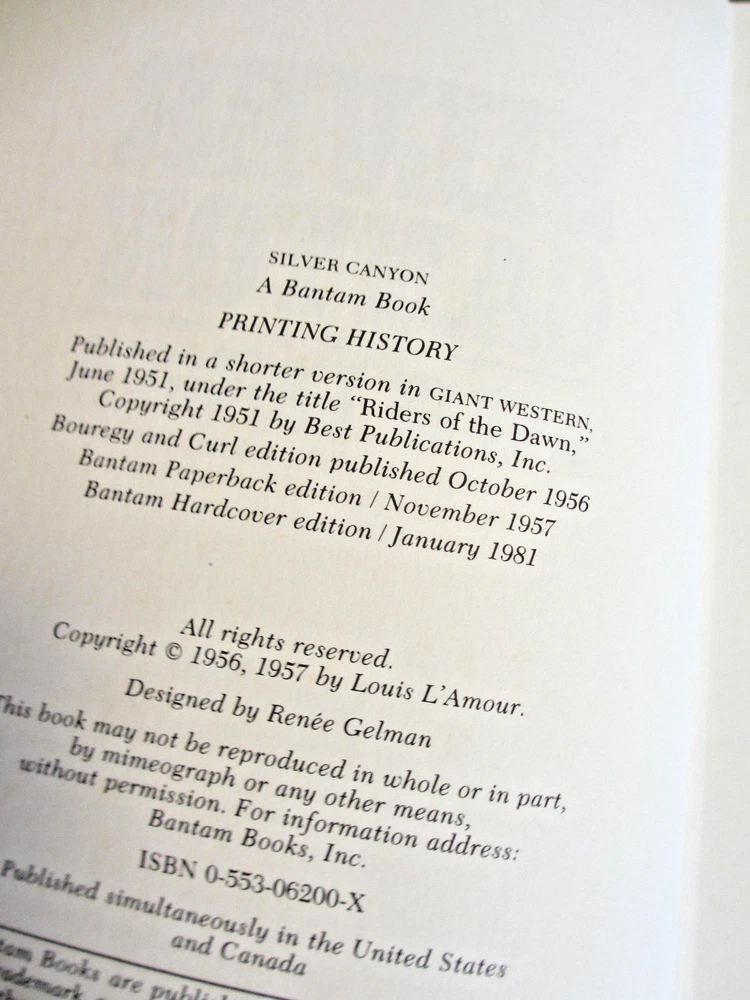 SILVER CANYON
A Bantam Book
PRINTING HISTORY
Published in a shorter version in GIANT WESTERN,
June 1951, under the title “Riders of the Dawn,”
Copyright 1951 by Best Publications, Inc.
Bouregy and Curl edition published October 1956
Bantam Paperback edition / November 1957
Bantam Hardcover edition / January 1981
All rights reserved.
Copyright © 1956, 1957 by Louis L’Amour.
Designed by Renée Gelman
This book may not be reproduced in whole or in part,
by mimeograph or any other means,
without permission. For information address:
Bantam Books, Inc.
ISBN 0-553-06200-X
Published simultaneously in the United States
and Canada
Books are